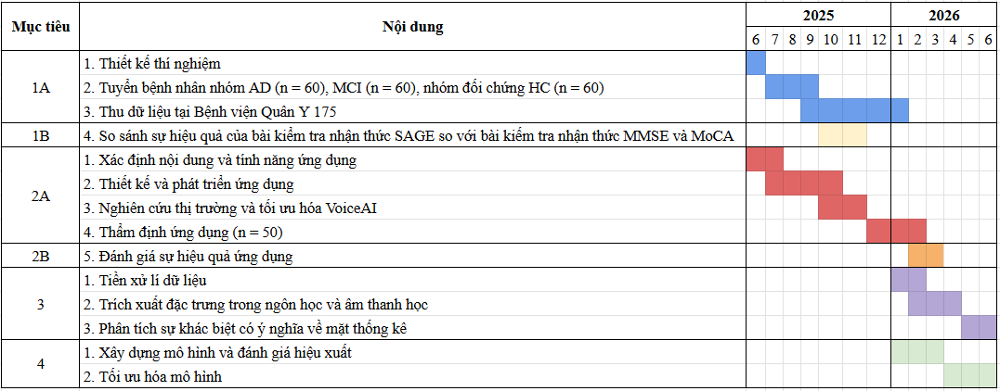 Mục tiêu Nội dung 2025 2026
6 7 8 9 10 11 12 1 2 3 4 5 6
1A
1. Thiết kế thí nghiệm
2. Tuyển bệnh nhân nhóm AD (n = 60), MCI (n = 60), nhóm đối chứng HC (n = 60)
3. Thu dữ liệu tại Bệnh viện Quân Y 175
1B
4. So sánh sự hiệu quả của bài kiểm tra nhận thức SAGE so với bài kiểm tra nhận thức MMSE và MoCA
2A
1. Xác định nội dung và tính năng ứng dụng
2. Thiết kế và phát triển ứng dụng
3. Nghiên cứu thị trường và tối ưu hóa VoiceAI
4. Thẩm định ứng dụng (n = 50)
2B
5. Đánh giá sự hiệu quả ứng dụng
3
1. Tiền xử lí dữ liệu
2. Trích xuất đặc trưng trong ngôn học và âm thanh học
3. Phân tích sự khác biệt có ý nghĩa về mặt thống kê
4
1. Xây dựng mô hình và đánh giá hiệu xuất
2. Tối ưu hóa mô hình